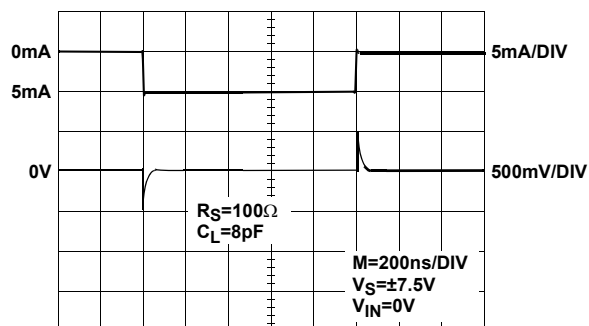 0mA
5mA/DIV
5mA
0V
500mV/DIV
RS=100Ω
CL=8pF
M=200ns/DIV
VS=±7.5V
VIN=0V